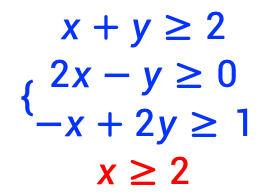 x + y ≥ 2
2x − y ≥ 0
{
−x + 2y ≥ 1
x ≥ 2